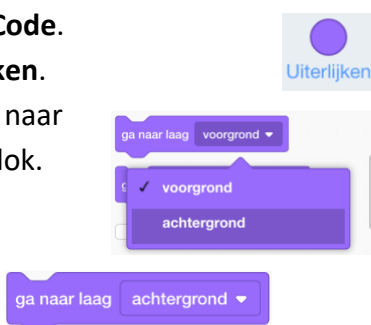 Code.
ken.
naar
lok.
Uiterlijken
ga naar laag voorgrond
g
✓ voorgrond
achtergrond
ga naar laag achtergrond